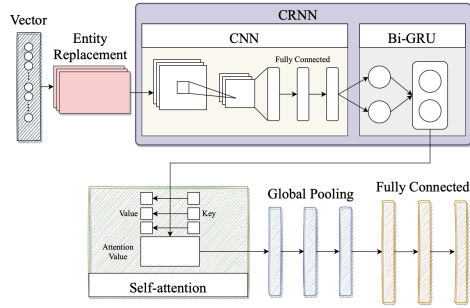 Vector
Entity
Replacement
CRNN
CNN
Bi-GRU
Fully Connected
Value
Key
Attention
Value
Self-attention
Global Pooling
Fully Connected